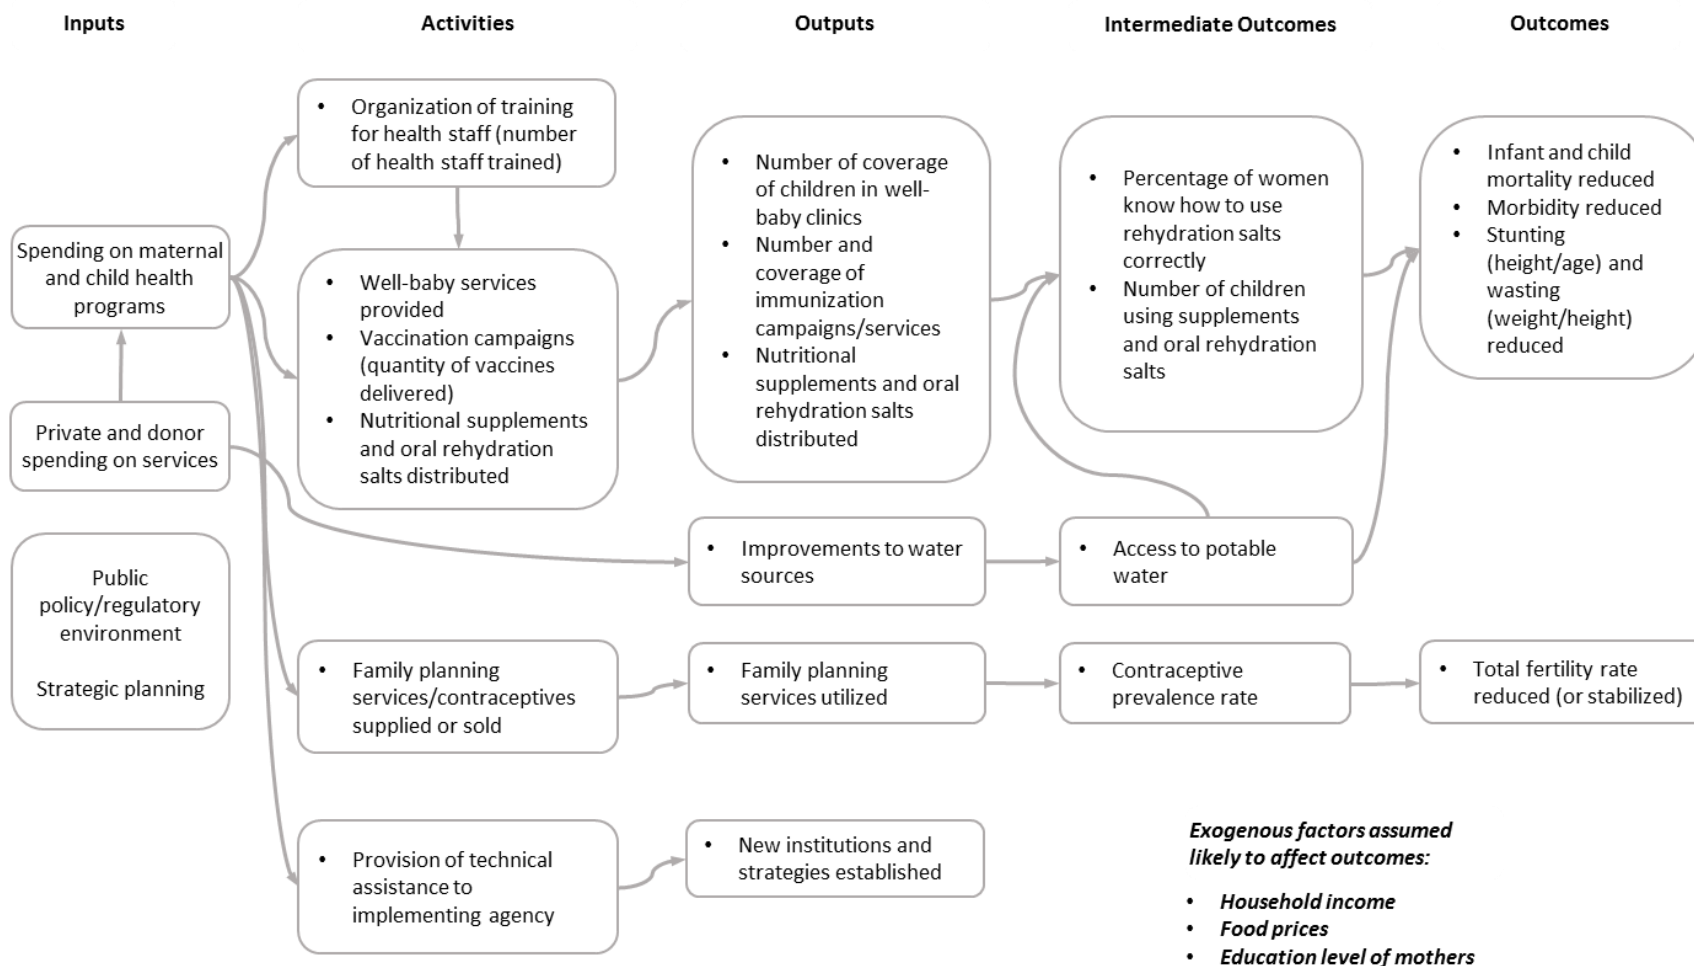 Inputs
Activities
Outputs
Intermediate Outcomes
Outcomes
Spending on maternal
and child health
programs
Private and donor
spending on services
Public
policy/regulatory
environment
Strategic planning
• Organization of training
for health staff (number
of health staff trained)
• Well-baby services
provided
• Vaccination campaigns
(quantity of vaccines
delivered)
• Nutritional supplements
and oral rehydration
salts distributed
• Family planning
services/contraceptives
supplied or sold
• Provision of technical
assistance to
implementing agency
• Number of coverage
of children in well-
baby clinics
• Number and
coverage of
immunization
campaigns/services
• Nutritional
supplements and oral
rehydration salts
distributed
• Improvements to water
sources
• Family planning
services utilized
• New institutions and
strategies established
• Percentage of women
know how to use
rehydration salts
correctly
• Number of children
using supplements
and oral rehydration
salts
• Access to potable
water
• Contraceptive
prevalence rate
• Infant and child
mortality reduced
• Morbidity reduced
• Stunting
(height/age) and
wasting
(weight/height)
reduced
• Total fertility rate
reduced (or stabilized)
Exogenous factors assumed
likely to affect outcomes:
• Household income
• Food prices
• Education level of mothers